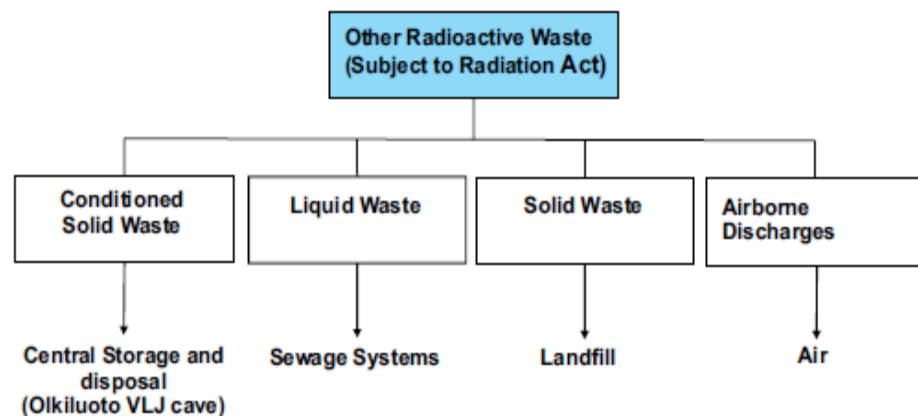 Other Radioactive Waste
(Subject to Radiation Act)
Conditioned
Solid Waste
Liquid Waste
Solid Waste
Airborne
Discharges
Central Storage and
disposal
(Olkiluoto VLJ cave)
Sewage Systems
Landfill
Air